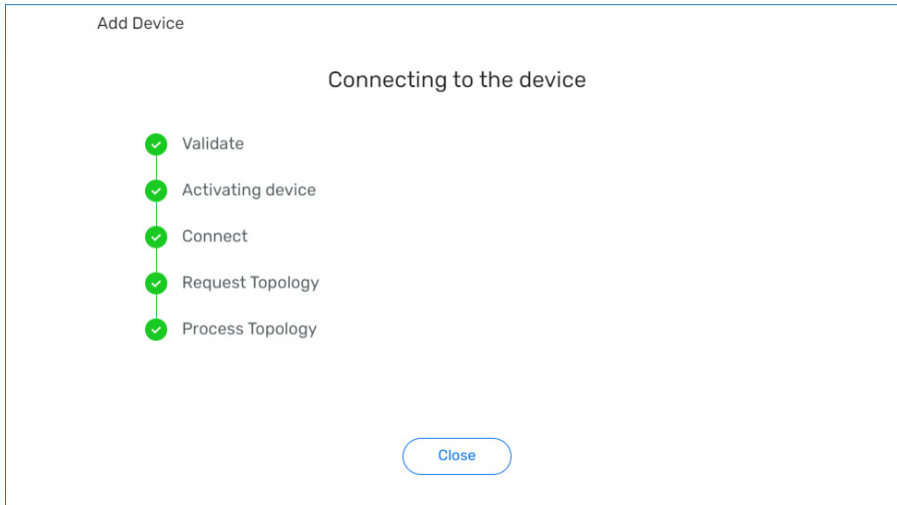 Add Device
Connecting to the device
Validate
Activating device
Connect
Request Topology
Process Topology
Close